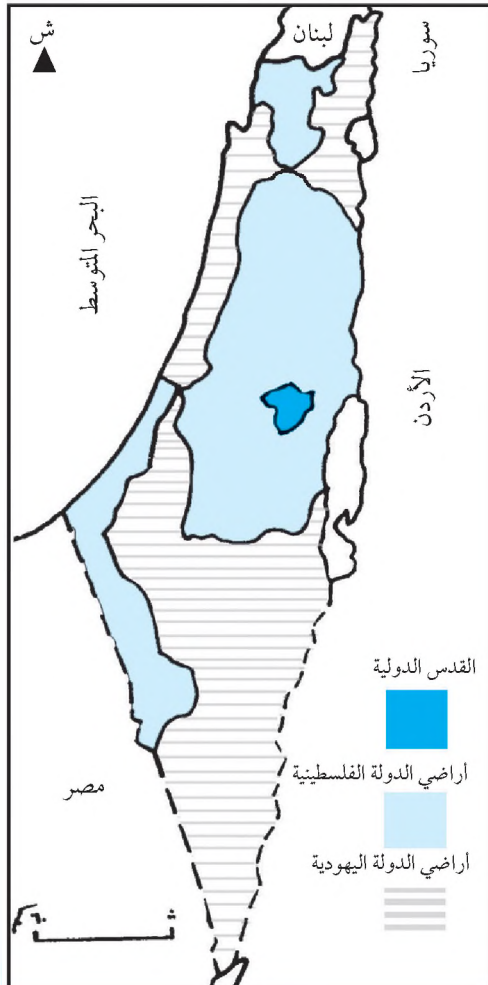 ش
لبنان
سوريا
البحر المتوسط
الأردن
مصر
القدس الدولية
أراضي الدولة الفلسطينية
أراضي الدولة اليهودية